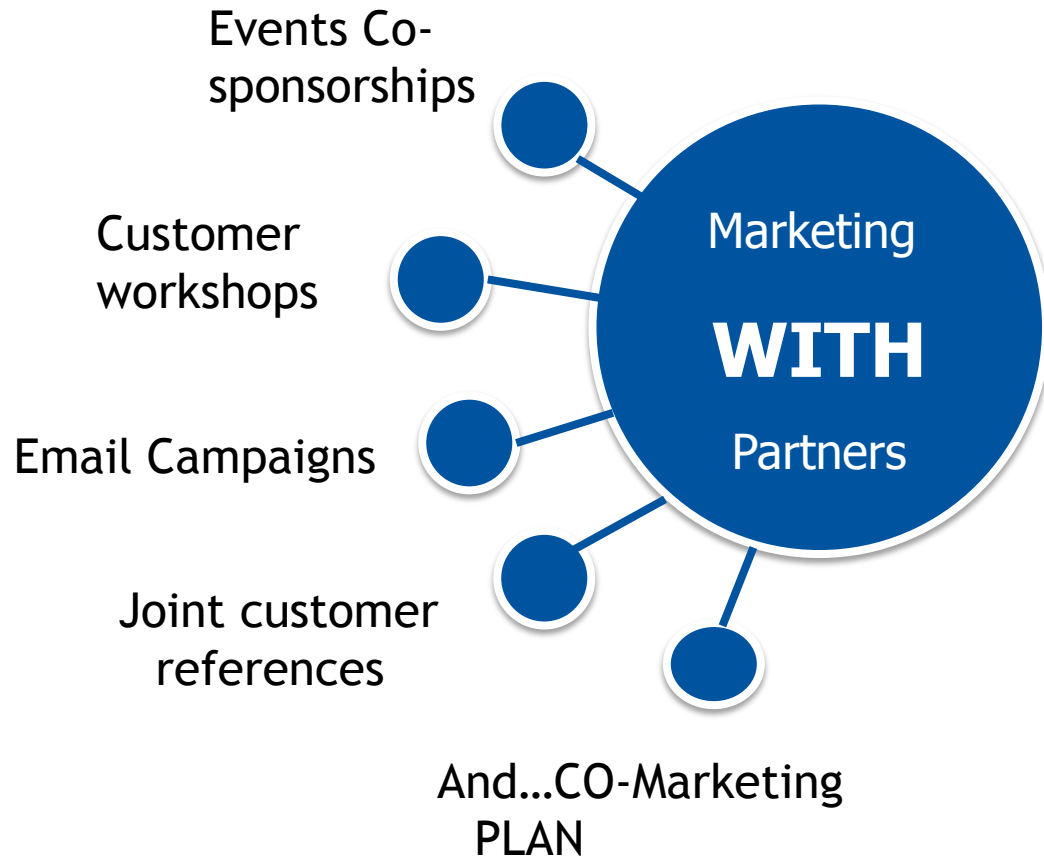 Events Co-
sponsorships
Customer
workshops
Email Campaigns
Joint customer
references
And...CO-Marketing
PLAN
Marketing
WITH
Partners